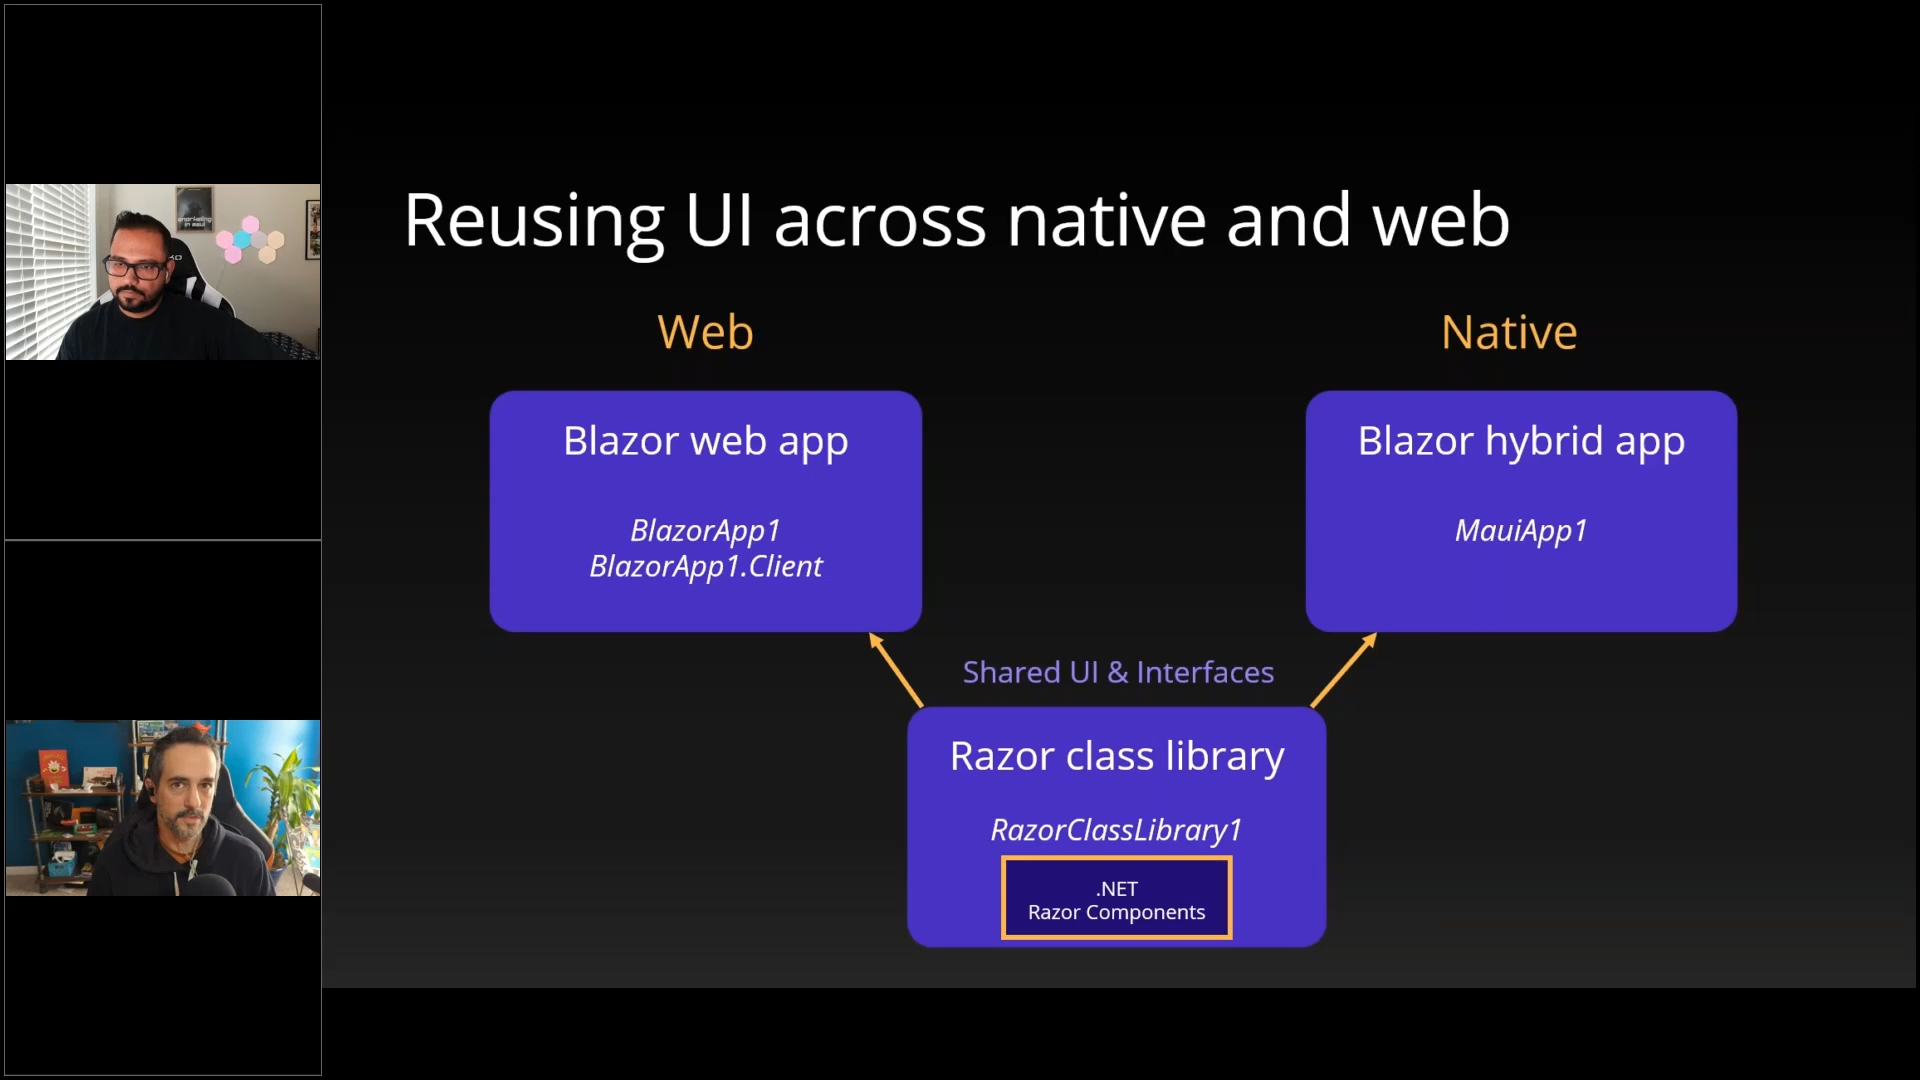 Reusing UI across native and web
Web
Native
Blazor web app
BlazorApp1
BlazorApp1.Client
Blazor hybrid app
MauiApp1
Shared UI & Interfaces
Razor class library
RazorClassLibrary1
.NET
Razor Components